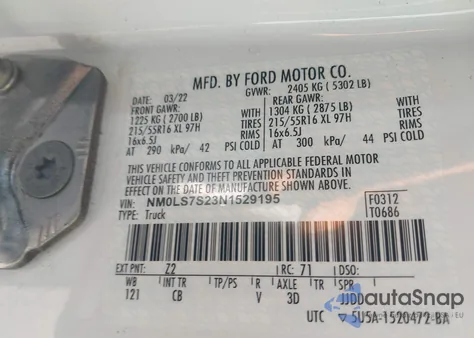 MFD. BY FORD MOTOR CO.
DATE: 03/22 GVWR: 2405 KG ( 5302 LB)
FRONT GAWR: REAR GAWR:
1225 KG ( 2700 LB) WITH 1304 KG ( 2875 LB) WITH
215/55R16 XL 97H TIRES 215/55R16 XL 97H TIRES
16x6.5J RIMS 16x6.5J RIMS
AT 290 kPa/ 42 PSI COLD AT 300 kPa/ 44 PSI COLD
THIS VEHICLE CONFORMS TO ALL APPLICABLE FEDERAL MOTOR
VEHICLE SAFETY AND THEFT PREVENTION STANDARDS IN
EFFECT ON THE DATE OF MANUFACTURE SHOWN ABOVE.
VIN: NM0LS7S23N1529195 F0312
TYPE: Truck T0686
EXT PNT: Z2 RC: 71 DSO:
WB INT TR TP/PS R AXLE TR SPR
121 CB V 3D JJDD
UTC ▽ 5U5A-1520472-BA
autoSnap